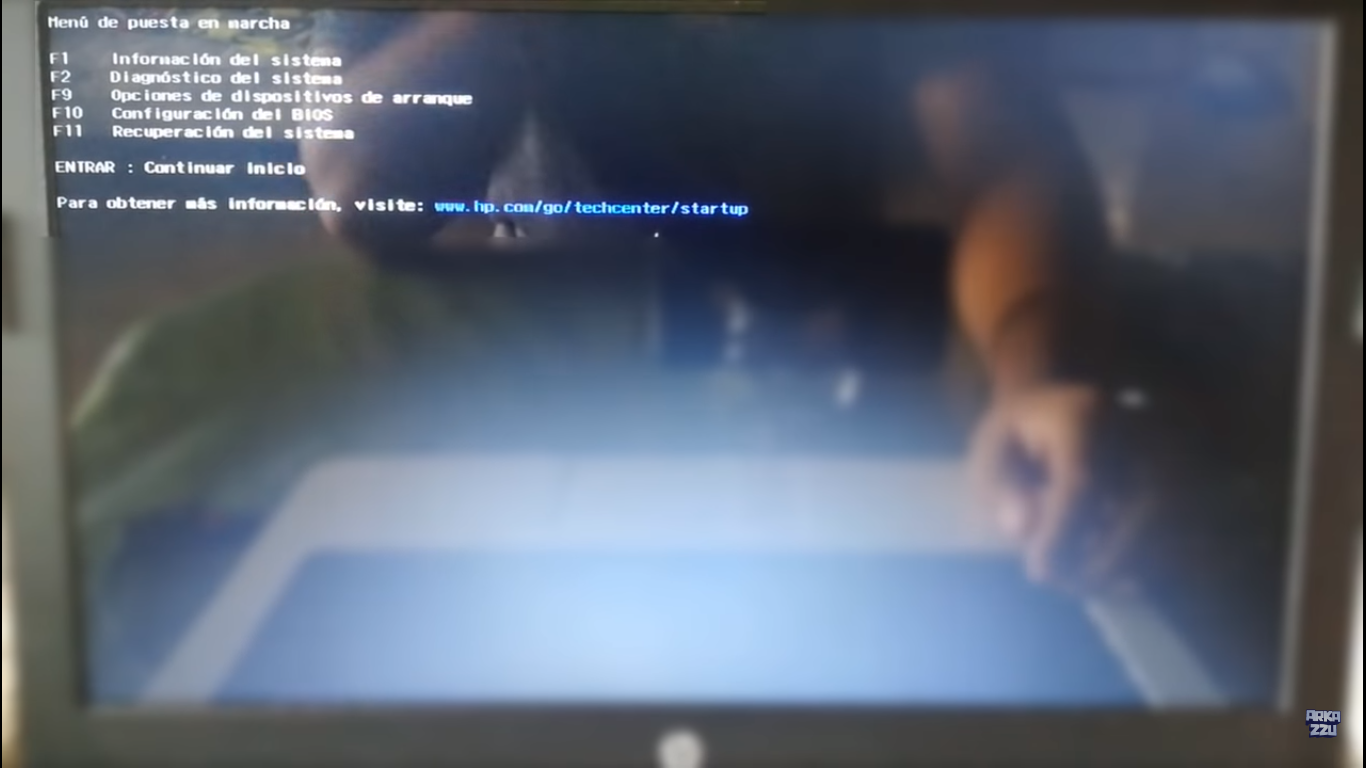 Menú de puesta en marcha
F1 Información del sistema
F2 Diagnóstico del sistema
F9 Opciones de dispositivos de arranque
F10 Configuración del BIOS
F11 Recuperación del sistema
ENTRAR : Continuar inicio
Para obtener más información, visite: www.hp.com/go/techcenter/startup
ARKA
ZZU